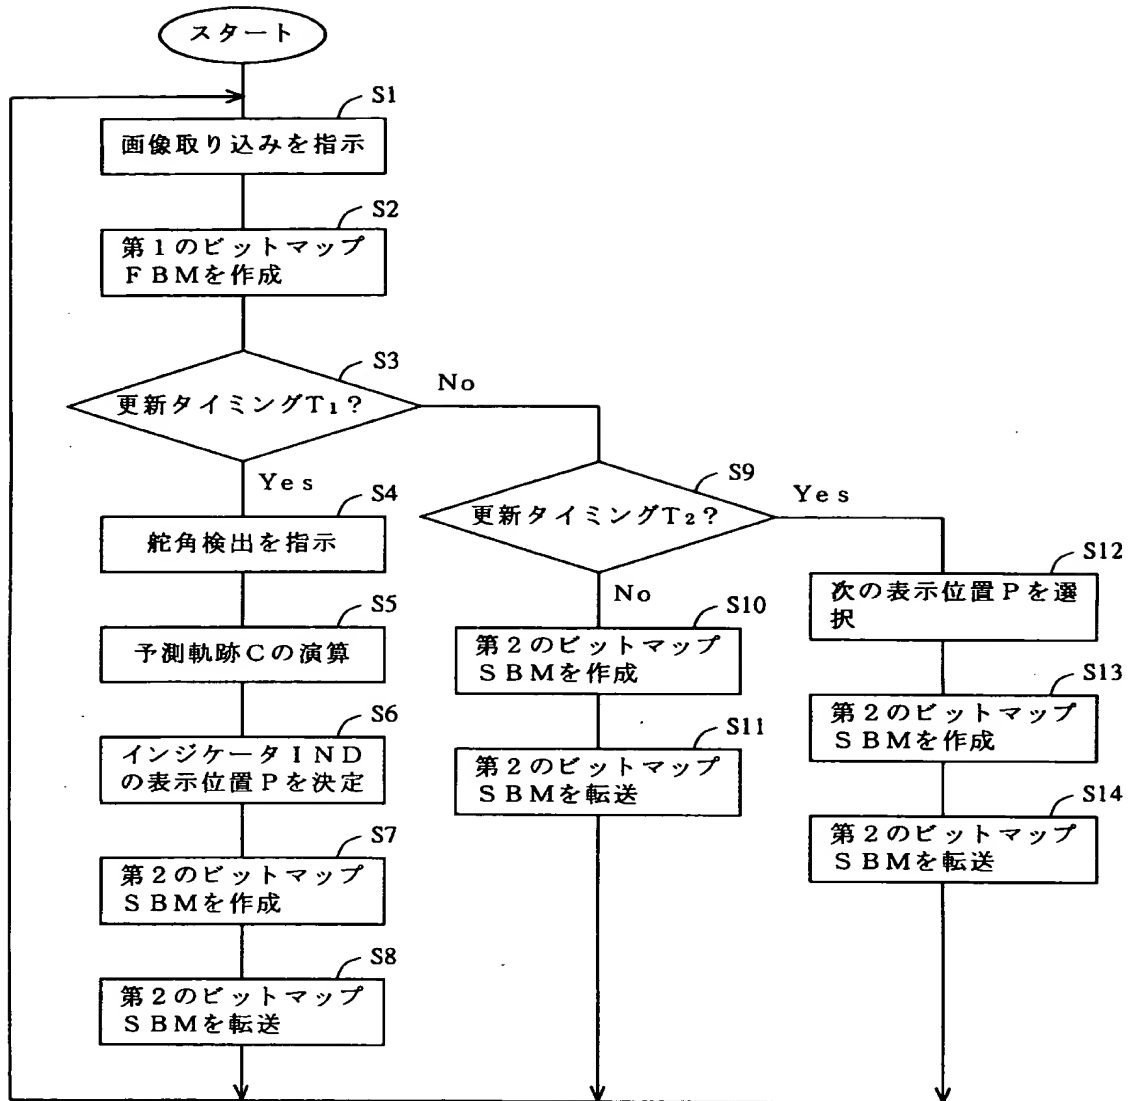 スタート
S1
画像取り込みを指示
S2
第1のビットマップ
FBMを作成
S3
更新タイミングT₁?
No
Yes
S4
舵角検出を指示
S5
予測軌跡Cの演算
S6
インジケータIND
の表示位置Pを決定
S7
第2のビットマップ
SBMを作成
S8
第2のビットマップ
SBMを転送
S9
更新タイミングT₂?
Yes
No
S10
第2のビットマップ
SBMを作成
S11
第2のビットマップ
SBMを転送
S12
次の表示位置Pを選
択
S13
第2のビットマップ
SBMを作成
S14
第2のビットマップ
SBMを転送